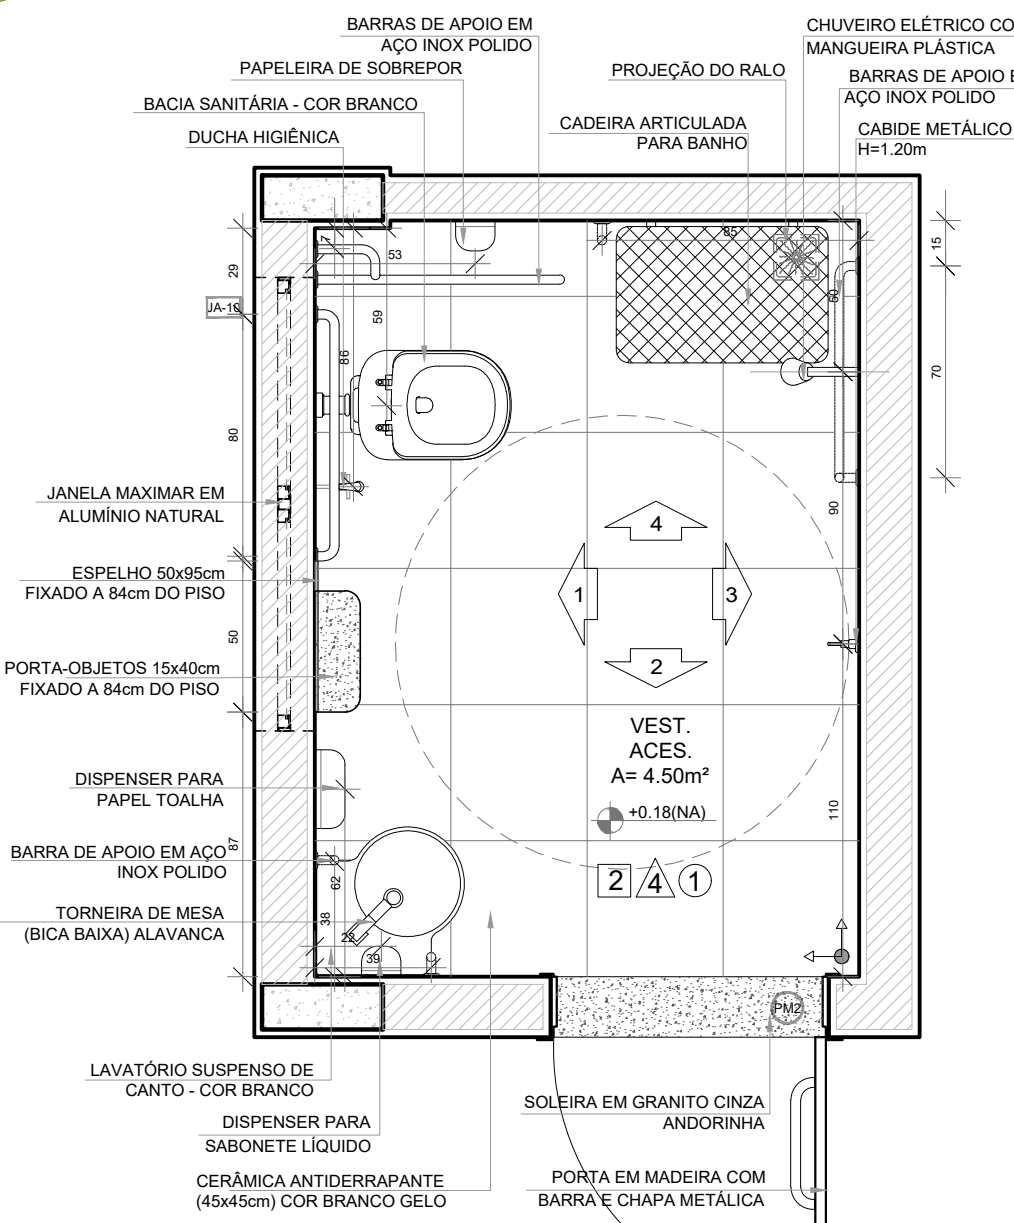 BARRAS DE APOIO EM
AÇO INOX POLIDO
CHUVEIRO ELÉTRICO CO
MANGUEIRA PLÁSTICA
PAPELEIRA DE SOBREPOR
PROJEÇÃO DO RALO
BARRAS DE APOIO E
AÇO INOX POLIDO
BACIA SANITÁRIA - COR BRANCO
CADEIRA ARTICULADA
PARA BANHO
CABIDE METÁLICO
H=1.20m
DUCHA HIGIÊNICA
7
53
85
15
29
JA-10
59
50
86
70
80
90
JANELA MAXIMAR EM
ALUMÍNIO NATURAL
4
1
3
2
ESPELHO 50x95cm
FIXADO A 84cm DO PISO
50
PORTA-OBJETOS 15x40cm
FIXADO A 84cm DO PISO
VEST.
ACES.
A= 4.50m²
+0.18(NA)
110
2 4 1
DISPENSER PARA
PAPEL TOALHA
87
BARRA DE APOIO EM AÇO
INOX POLIDO
62
TORNEIRA DE MESA
(BICA BAIXA) ALAVANCA
38
22
39
PM2
LAVATÓRIO SUSPENSO DE
CANTO - COR BRANCO
SOLEIRA EM GRANITO CINZA
ANDORINHA
DISPENSER PARA
SABONETE LÍQUIDO
CERÂMICA ANTIDERRAPANTE
(45x45cm) COR BRANCO GELO
PORTA EM MADEIRA COM
BARRA E CHAPA METÁLICA